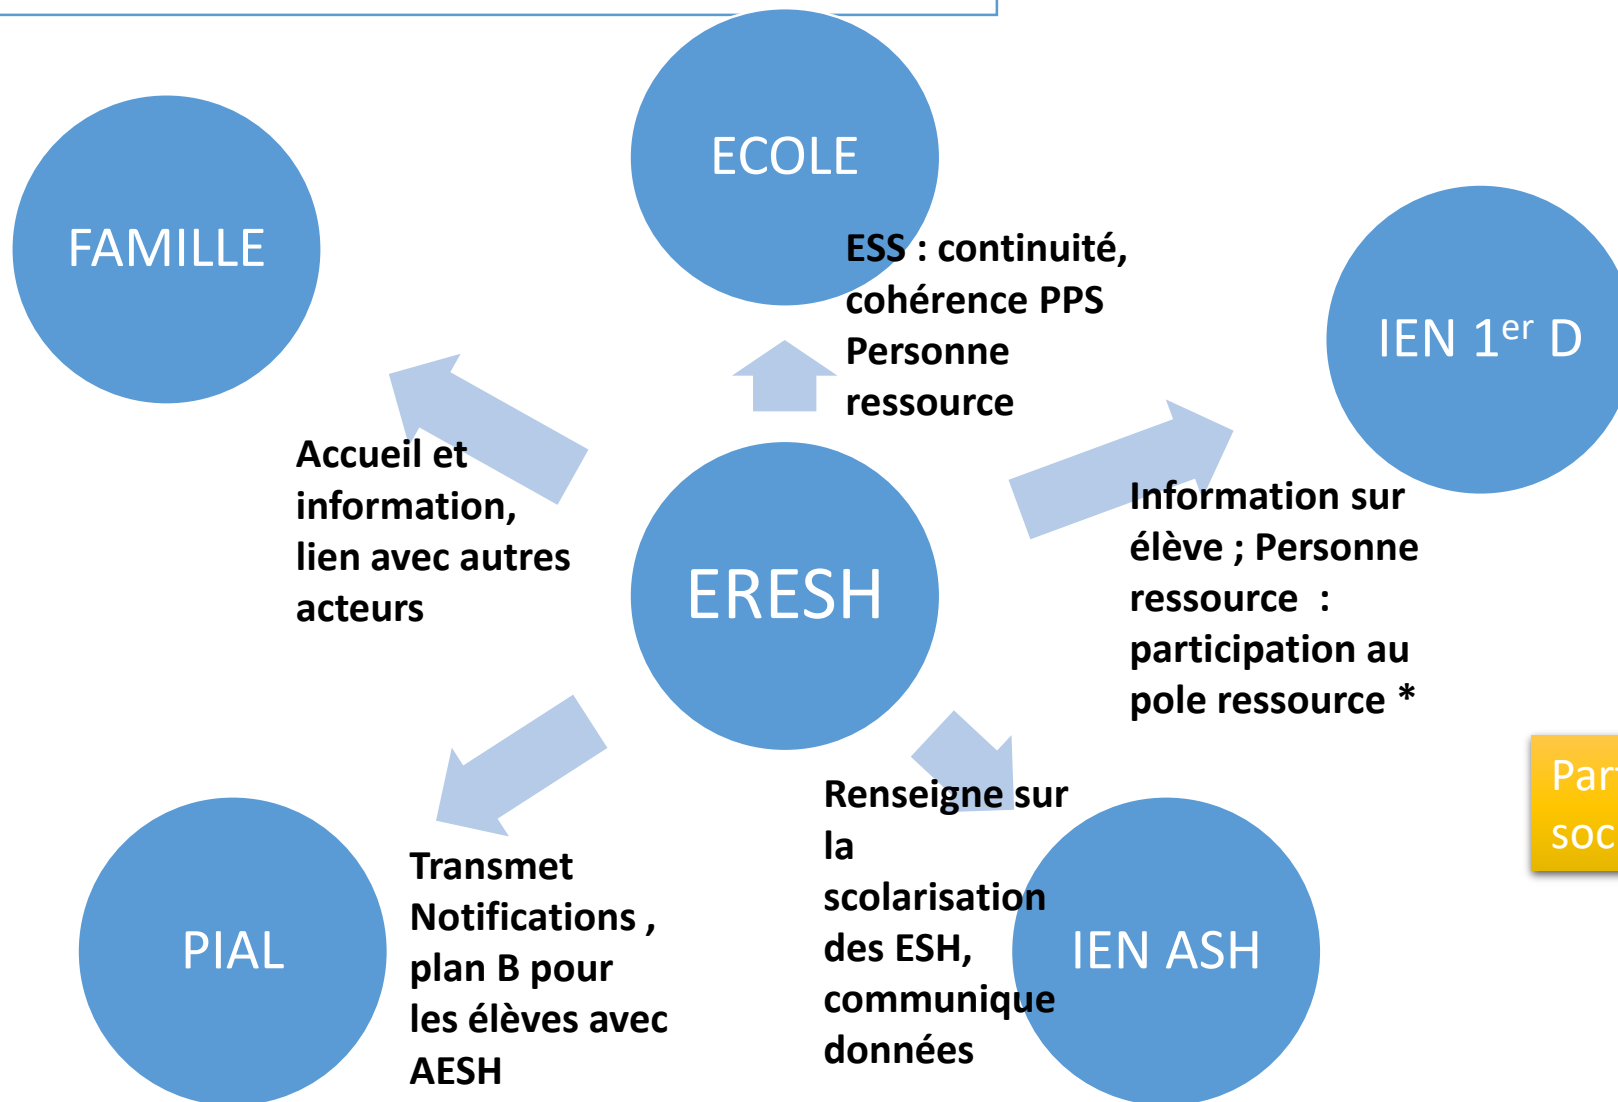 ECOLE
FAMILLE
ESS : continuité,
cohérence PPS
Personne
ressource
IEN 1er D
Accueil et
information,
lien avec autres
acteurs
Information sur
élève ; Personne
ressource :
participation au
pole ressource *
ERESH
Renseigne sur
la
scolarisation
des ESH,
communique
données
Transmet
Notifications ,
plan B pour
les élèves avec
AESH
PIAL
IEN ASH